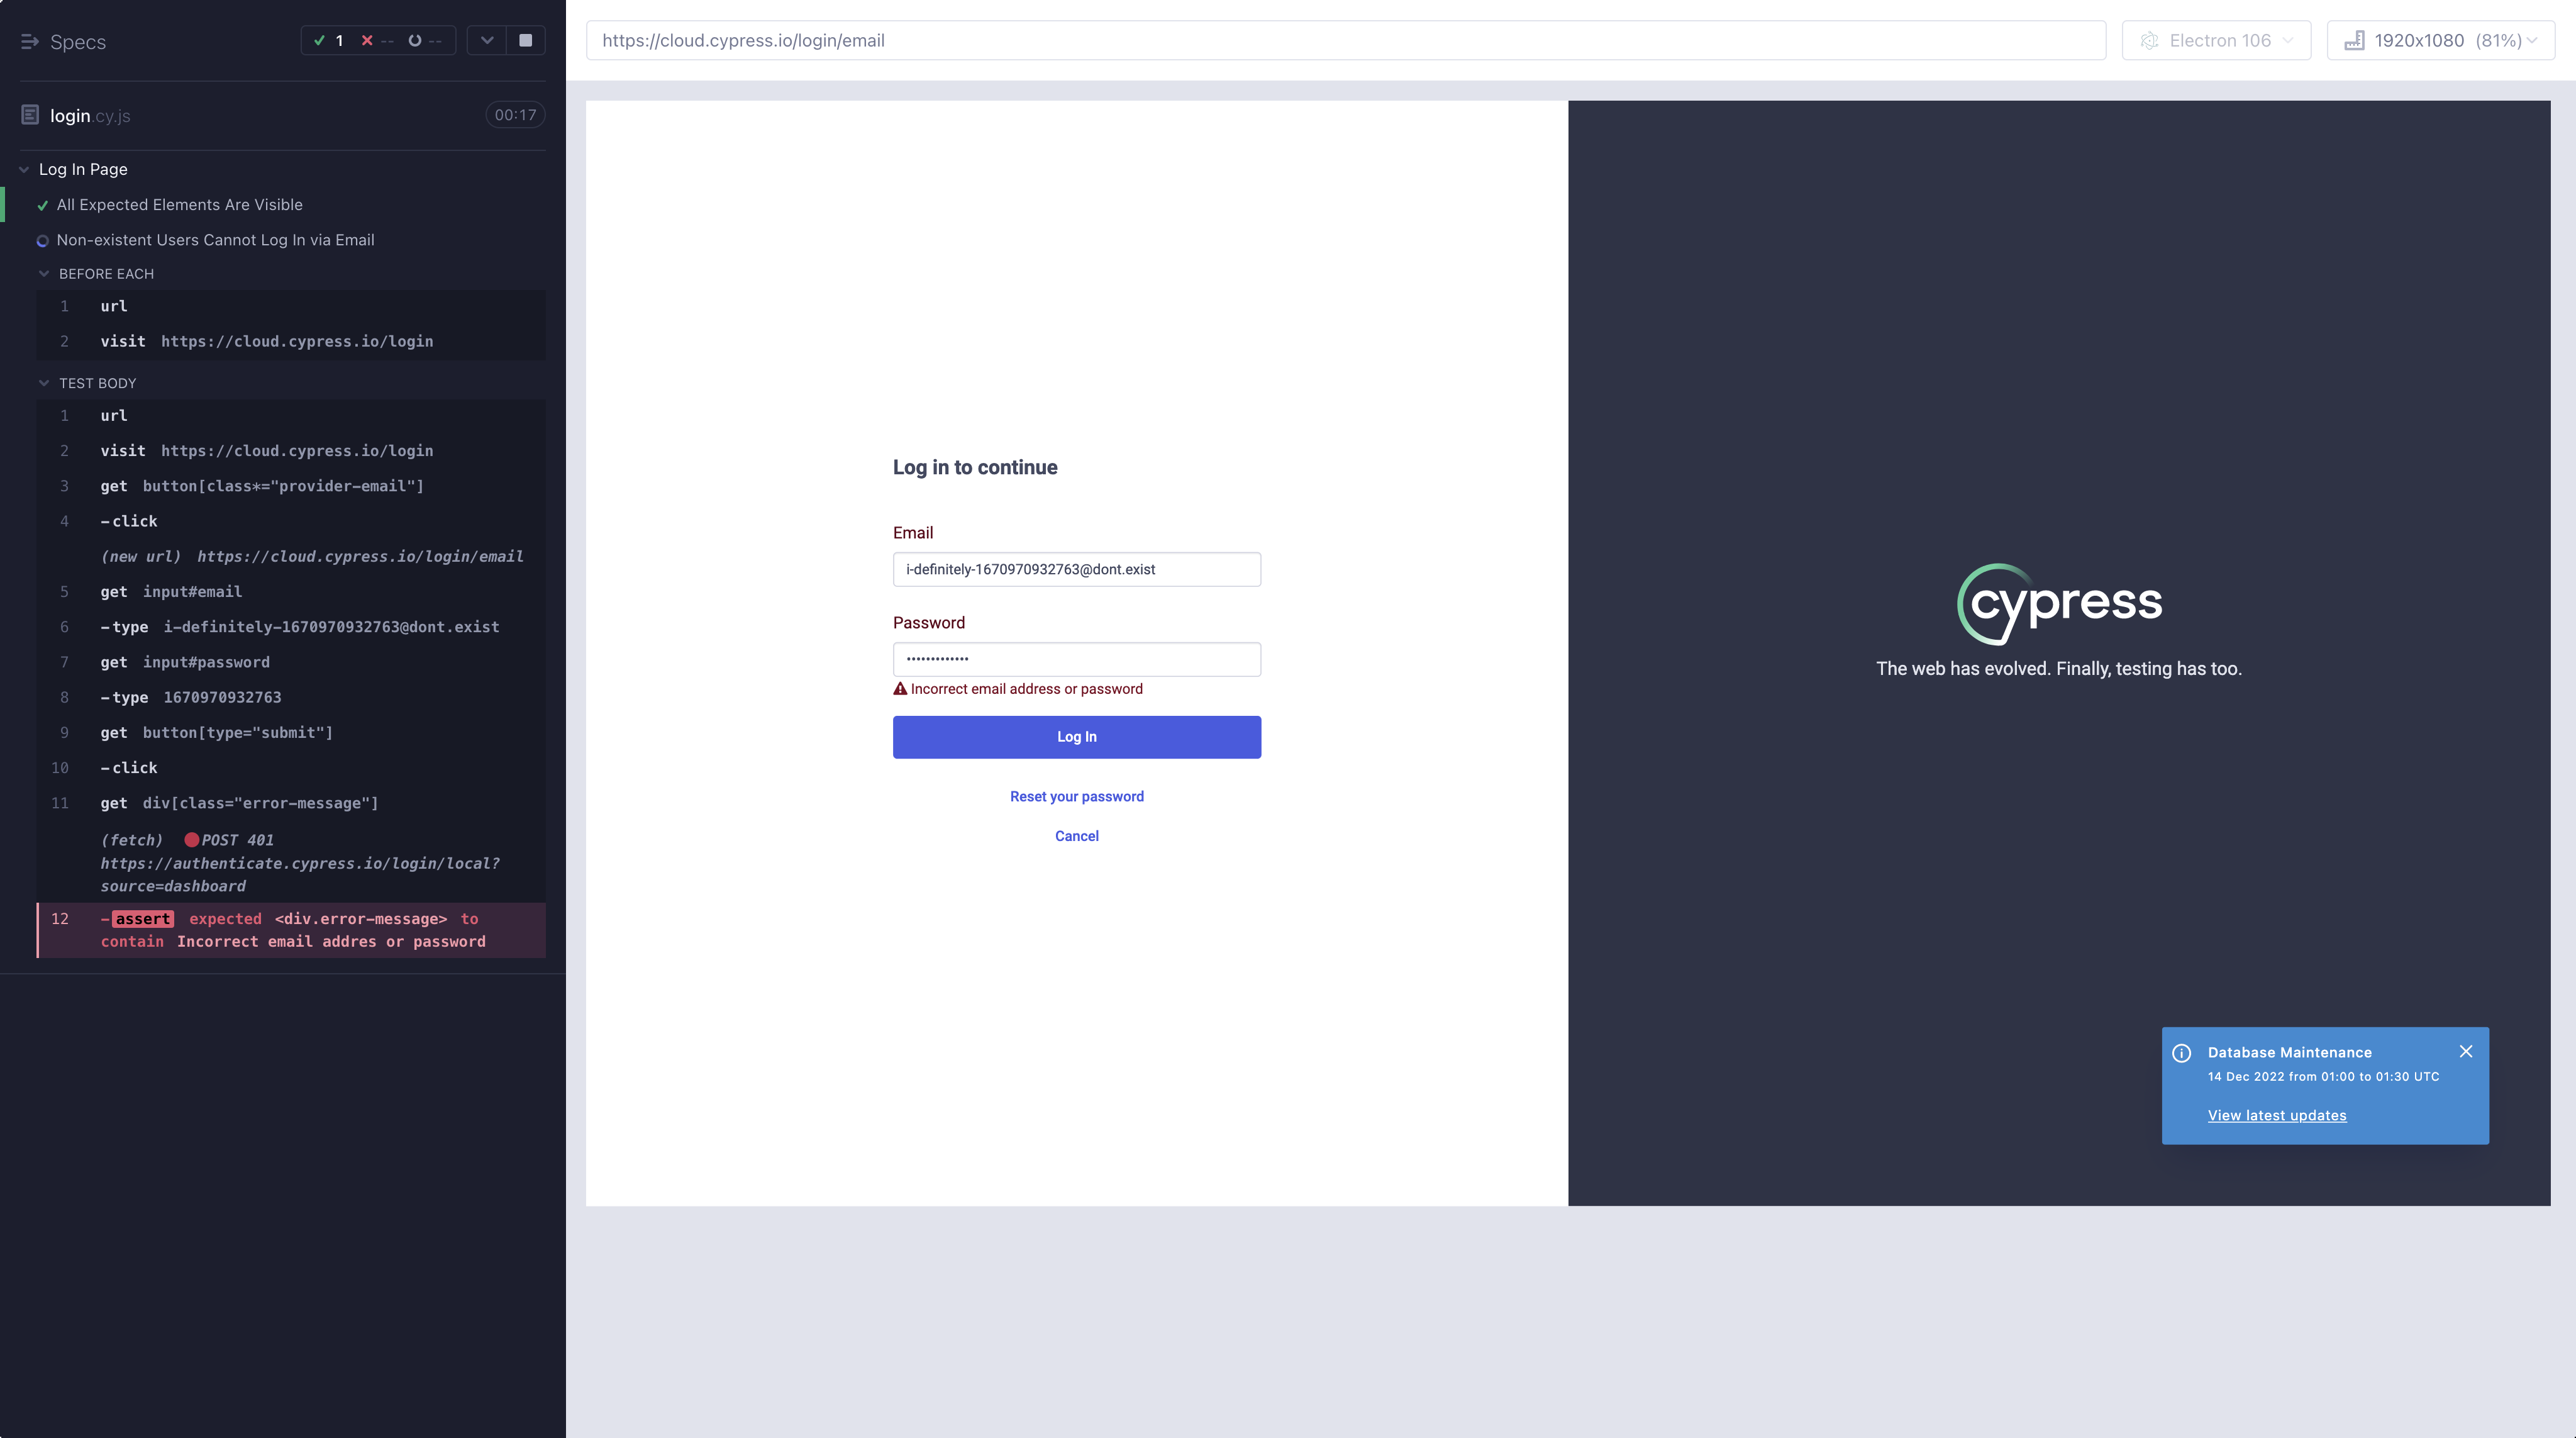 Specs
1 -- --
login.cy.js
00:17
Log In Page
All Expected Elements Are Visible
Non-existent Users Cannot Log In via Email
BEFORE EACH
1 url
2 visit https://cloud.cypress.io/login
TEST BODY
1 url
2 visit https://cloud.cypress.io/login
3 get button[class*="provider-email"]
4 -click
(new url) https://cloud.cypress.io/login/email
5 get input#email
6 -type i-definitely-1670970932763@dont.exist
7 get input#password
8 -type 1670970932763
9 get button[type="submit"]
10 -click
11 get div[class="error-message"]
(fetch) POST 401
https://authenticate.cypress.io/login/local?
source=dashboard
12 -assert expected <div.error-message> to
contain Incorrect email addres or password
https://cloud.cypress.io/login/email
Electron 106
1920x1080 (81%)
Log in to continue
Email
i-definitely-1670970932763@dont.exist
Password
•••••••••••••
Incorrect email address or password
Log In
Reset your password
Cancel
cypress
The web has evolved. Finally, testing has too.
Database Maintenance
14 Dec 2022 from 01:00 to 01:30 UTC
View latest updates